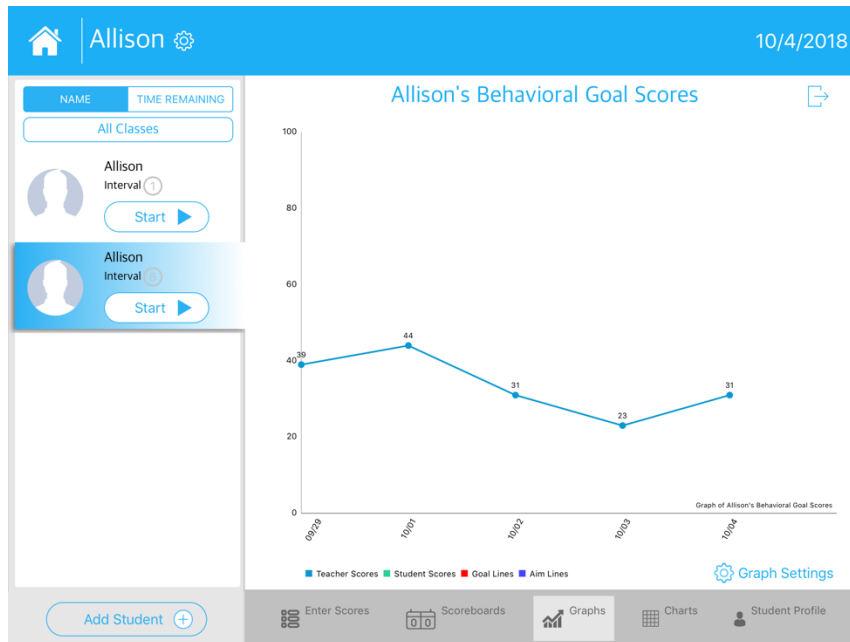 Allison
10/4/2018
NAME
TIME REMAINING
All Classes
Allison
Interval 1
Start
Allison
Interval 6
Start
Add Student
Allison's Behavioral Goal Scores
100
80
60
40
20
0
39
44
31
23
31
Graph of Allison's Behavioral Goal Scores
09/29
10/01
10/02
10/03
10/04
Teacher Scores Student Scores Goal Lines Aim Lines
Graph Settings
Enter Scores
0 0
Scoreboards
Graphs
Charts
Student Profile